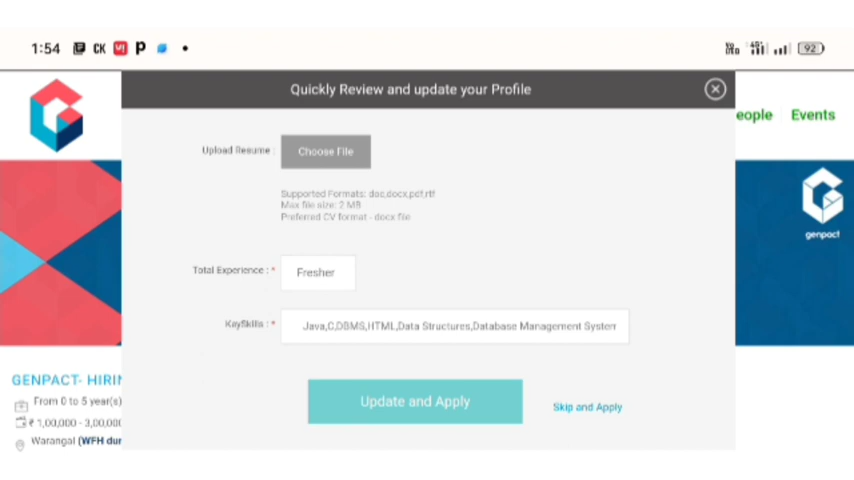 1:54 CK P 92
Quickly Review and update your Profile
eople Events
Upload Resume : Choose File
Supported Formats: doc,docx,pdf,rtf
Max file size: 2 MB
Preferred CV format - docx file
genpact
Total Experience : * Fresher
KeySkills : * Java,C,DBMS,HTML,Data Structures,Database Management System
GENPACT- HIRIN
From 0 to 5 year(s)
₹ 1,00,000 - 3,00,000
Warangal (WFH dur
Update and Apply
Skip and Apply